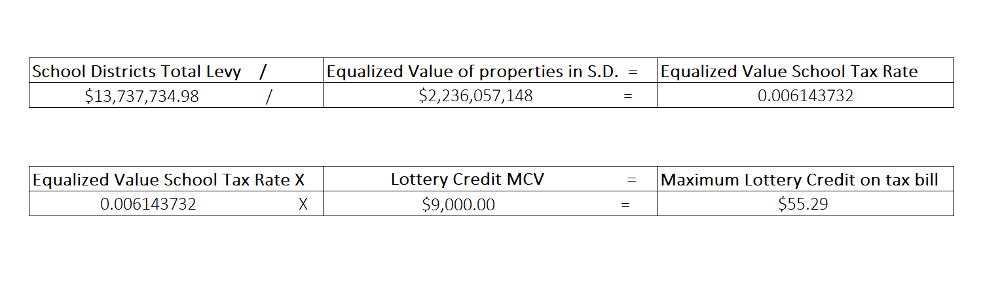 School Districts Total Levy / Equalized Value of properties in S.D. = Equalized Value School Tax Rate
$13,737,734.98 / $2,236,057,148 = 0.006143732
Equalized Value School Tax Rate X Lottery Credit MCV = Maximum Lottery Credit on tax bill
0.006143732 X $9,000.00 = $55.29